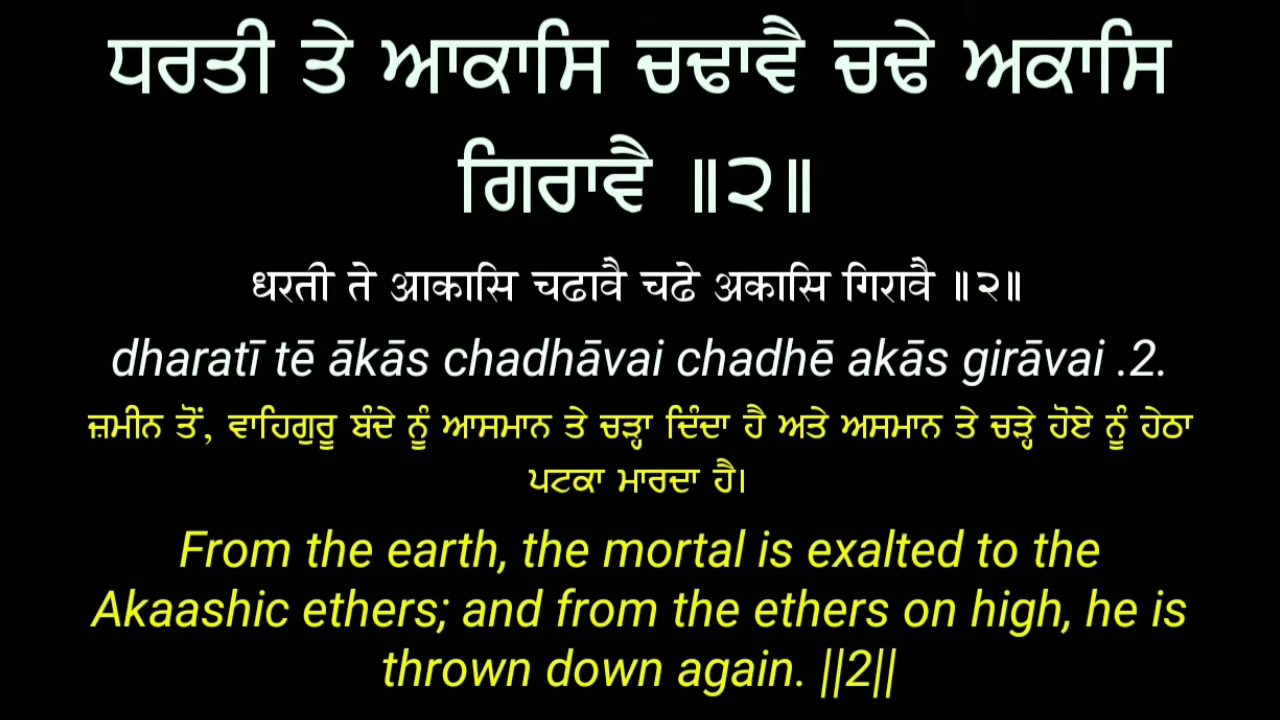 ਧਰਤੀ ਤੇ ਆਕਾਸਿ ਚਢਾਵੈ ਚਢੇ ਅਕਾਸਿ
ਗਿਰਾਵੈ ॥੨॥
धरती ते आकासि चढावै चढे अकासि गिरावै ॥२॥
dharatī tē ākās chadhāvai chadhē akās girāvai .2.
ਜ਼ਮੀਨ ਤੋਂ, ਵਾਹਿਗੁਰੂ ਬੰਦੇ ਨੂੰ ਆਸਮਾਨ ਤੇ ਚੜ੍ਹਾ ਦਿੰਦਾ ਹੈ ਅਤੇ ਅਸਮਾਨ ਤੇ ਚੜ੍ਹੇ ਹੋਏ ਨੂੰ ਹੇਠਾ
ਪਟਕਾ ਮਾਰਦਾ ਹੈ।
From the earth, the mortal is exalted to the
Akaashic ethers; and from the ethers on high, he is
thrown down again. ||2||